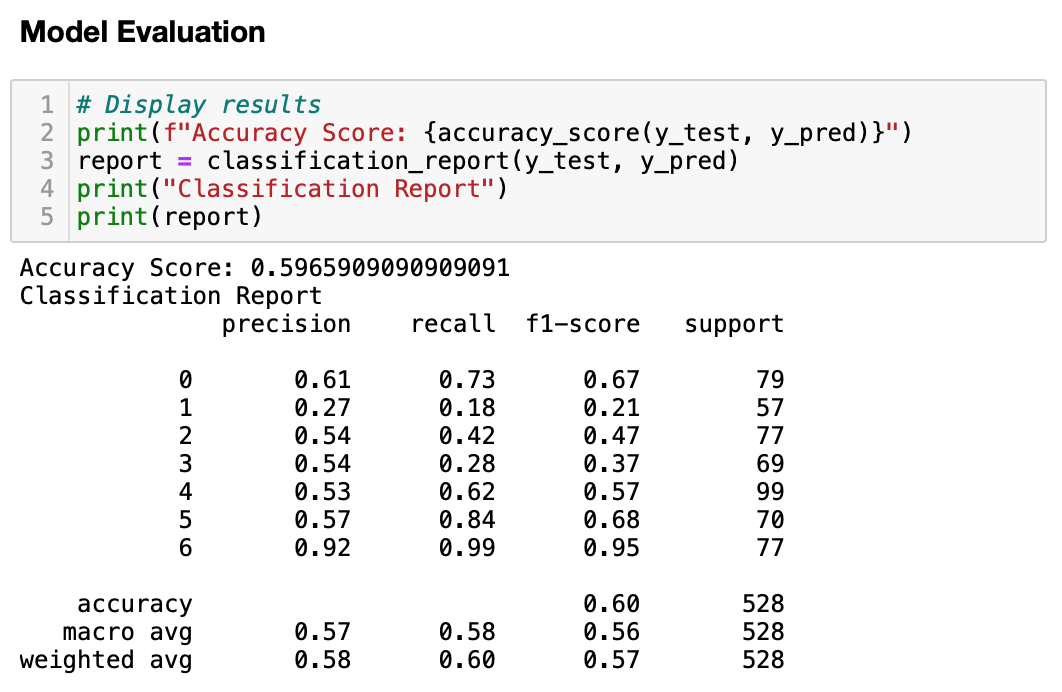 Model Evaluation
1 # Display results
2 print(f"Accuracy Score: {accuracy_score(y_test, y_pred)}")
3 report = classification_report(y_test, y_pred)
4 print("Classification Report")
5 print(report)
Accuracy Score: 0.5965909090909091
Classification Report
precision recall f1-score support
0 0.61 0.73 0.67 79
1 0.27 0.18 0.21 57
2 0.54 0.42 0.47 77
3 0.54 0.28 0.37 69
4 0.53 0.62 0.57 99
5 0.57 0.84 0.68 70
6 0.92 0.99 0.95 77
accuracy 0.60 528
macro avg 0.57 0.58 0.56 528
weighted avg 0.58 0.60 0.57 528